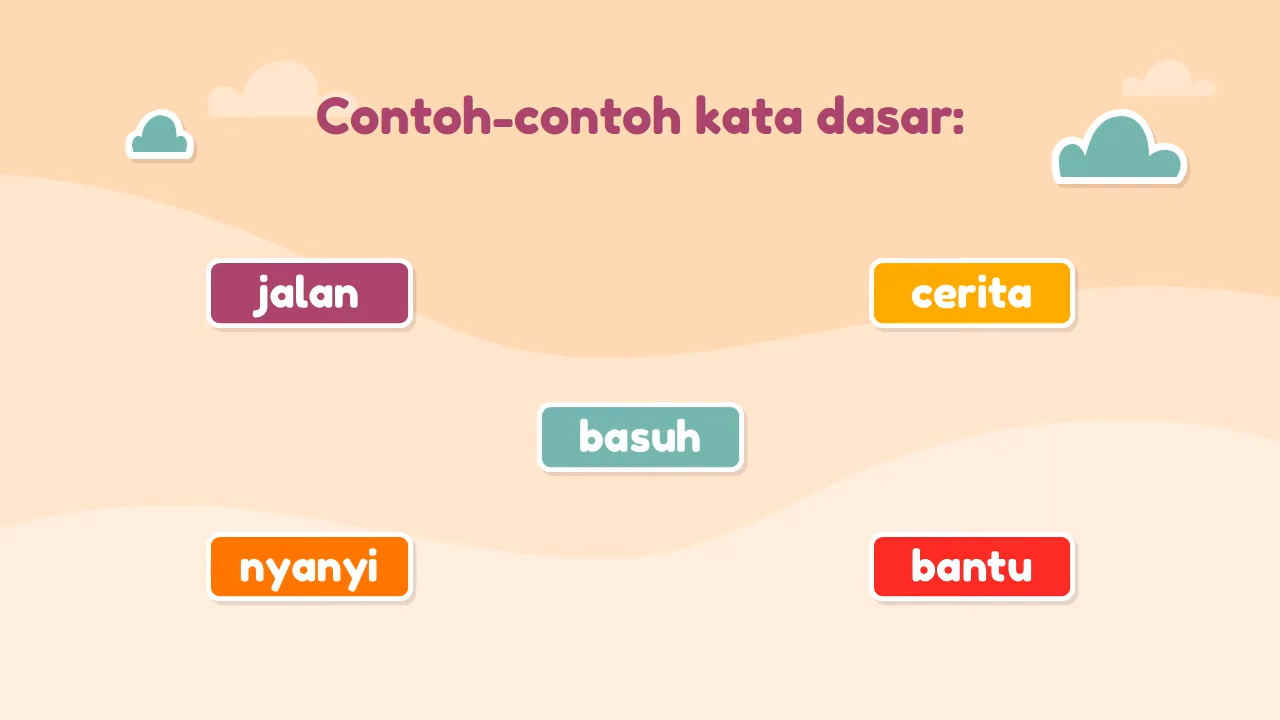 Contoh-contoh kata dasar:
jalan
cerita
basuh
nyanyi
bantu